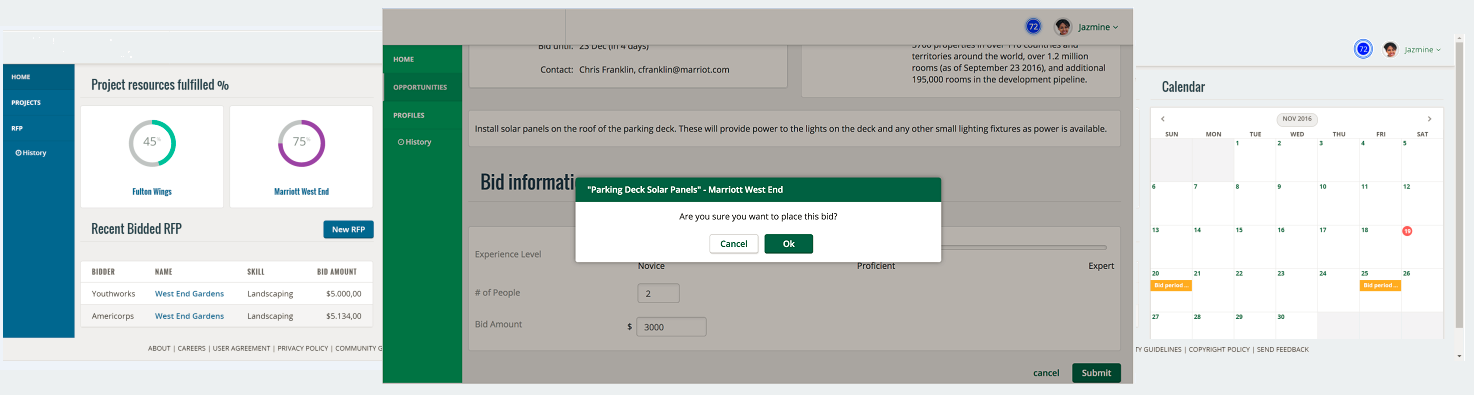 HOME
PROJECTS
RFP
History
Project resources fulfilled %
45%
Fulton Wings
75%
Marriott West End
Recent Bidded RFP
New RFP
BIDDER NAME SKILL BID AMOUNT
Youthworks West End Gardens Landscaping $5.000,00
Americorps West End Gardens Landscaping $5.134,00
ABOUT | CAREERS | USER AGREEMENT | PRIVACY POLICY | COMMUNITY G
72 Jazmine
HOME
OPPORTUNITIES
PROFILES
History
Bid until: 23 Dec (in 4 days)
Contact: Chris Franklin, cfranklin@marriot.com
5700 properties in over 110 countries and
territories around the world, over 1.2 million
rooms (as of September 23 2016), and additional
195,000 rooms in the development pipeline.
Install solar panels on the roof of the parking deck. These will provide power to the lights on the deck and any other small lighting fixtures as power is available.
Bid informati
"Parking Deck Solar Panels" - Marriott West End
Are you sure you want to place this bid?
Cancel Ok
Experience Level
Novice Proficient Expert
# of People 2
Bid Amount $ 3000
cancel Submit
72 Jazmine
Calendar
< NOV 2016 >
SUN MON TUE WED THU FRI SAT
1 2 3 4 5
6 7 8 9 10 11 12
13 14 15 16 17 18 19
20 21 22 23 24 25 26
Bid period ... Bid period ...
27 28 29 30
TY GUIDELINES | COPYRIGHT POLICY | SEND FEEDBACK